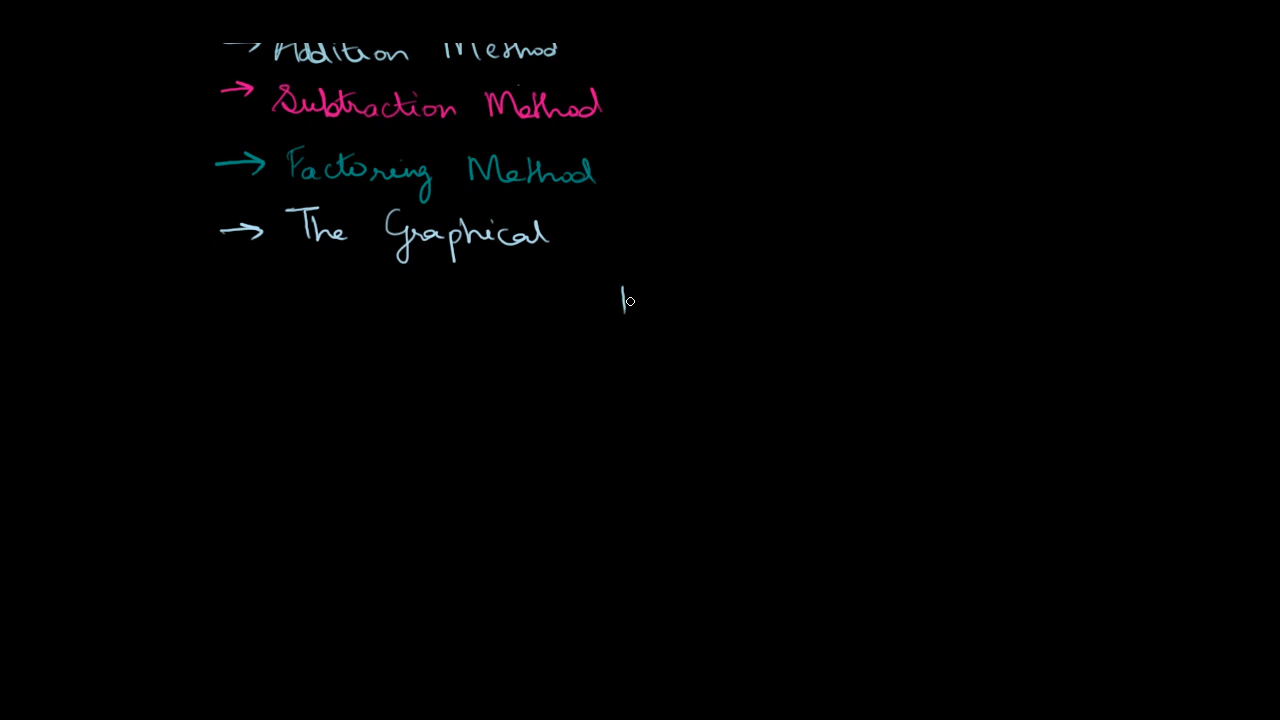 → Addition Method
→ Subtraction Method
→ Factoring Method
→ The Graphical